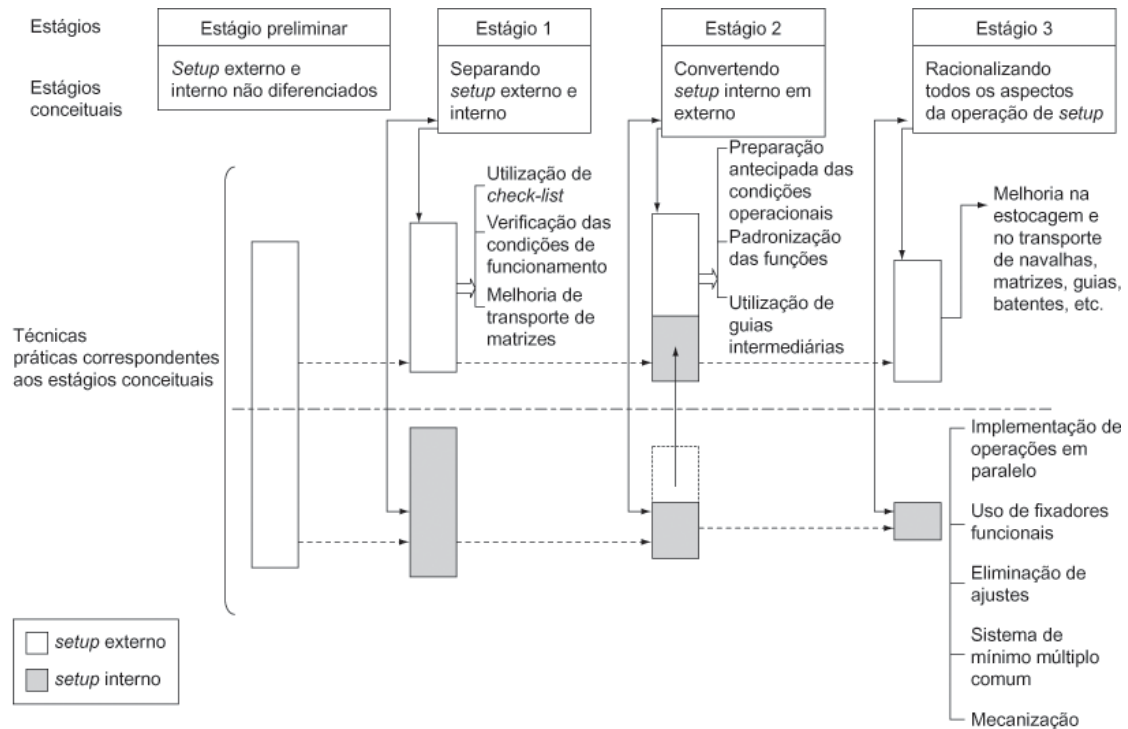 Estágios
Estágio preliminar
Estágio 1
Estágio 2
Estágio 3
Estágios
conceituais
Setup externo e
interno não diferenciados
Separando
setup externo e
interno
Convertendo
setup interno em
externo
Racionalizando
todos os aspectos
da operação de setup
Técnicas
práticas correspondentes
aos estágios conceituais
Utilização de
check-list
Verificação das
condições de
funcionamento
Melhoria de
transporte de
matrizes
Preparação
antecipada das
condições
operacionais
Padronização
das funções
Utilização de
guias
intermediárias
Melhoria na
estocagem e
no transporte
de navalhas,
matrizes, guias,
batentes, etc.
Implementação de
operações em
paralelo
Uso de fixadores
funcionais
Eliminação de
ajustes
Sistema de
mínimo múltiplo
comum
Mecanização
setup externo
setup interno